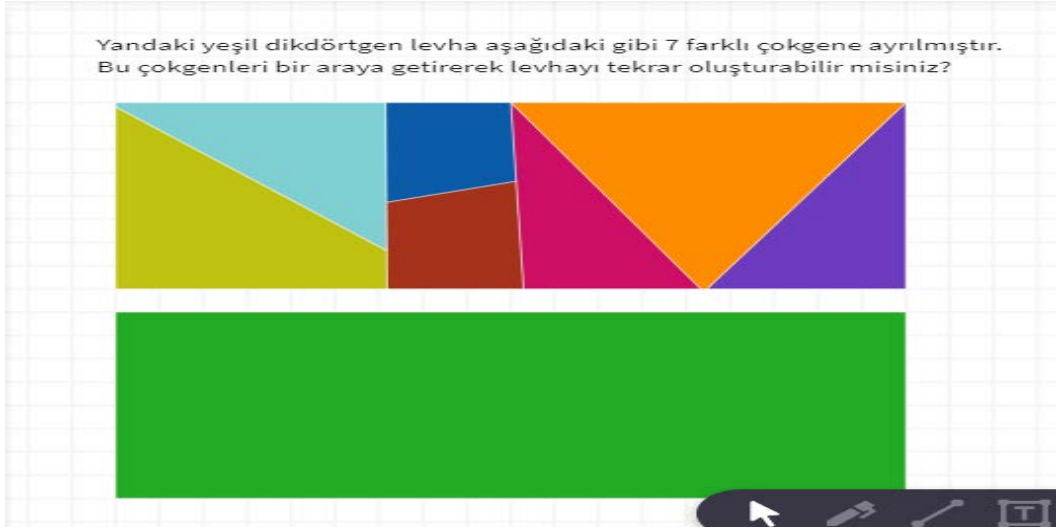 Yandaki yeşil dikdörtgen levha aşağıdaki gibi 7 farklı çokgene ayrılmıştır.
Bu çokgenleri bir araya getirerek levhayı tekrar oluşturabilir misiniz?
T